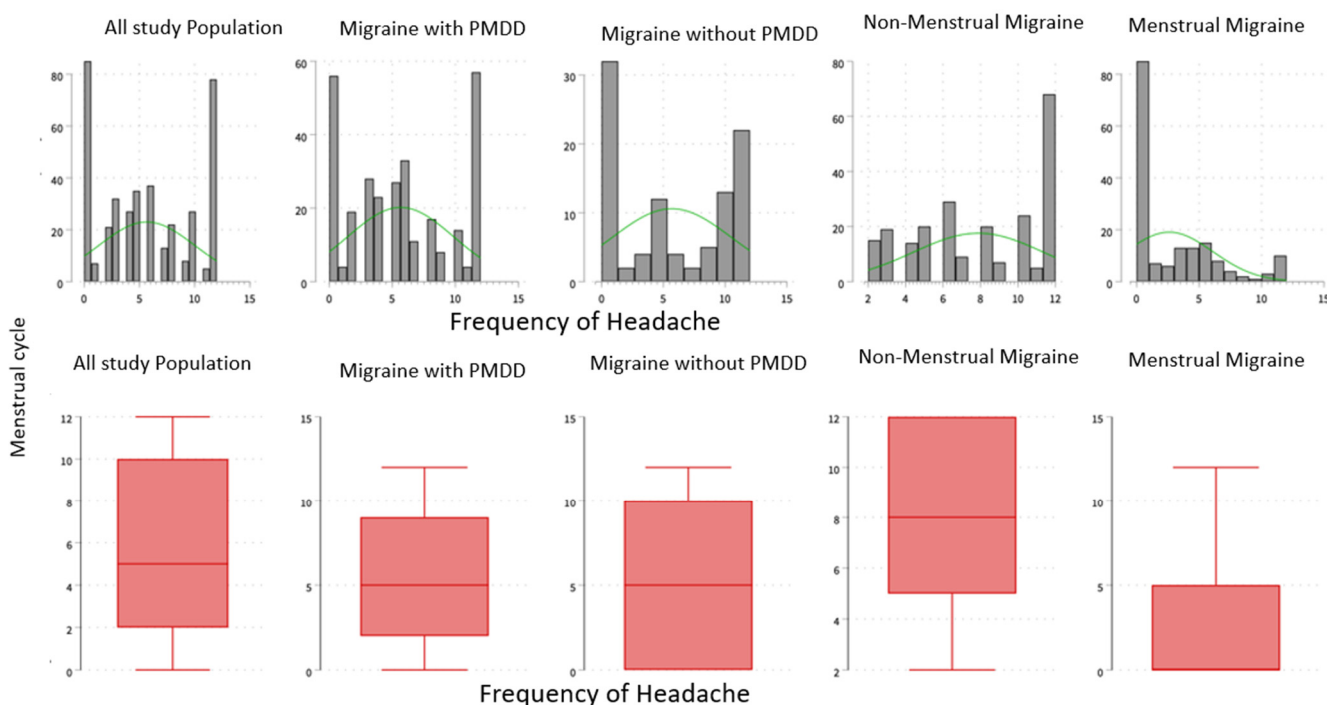 All study Population
Migraine with PMDD
Migraine without PMDD
Non-Menstrual Migraine
Menstrual Migraine
80
60
40
20
0
0 5 10 15
60
40
20
0
0 5 10 15
30
20
10
0
0 5 10 15
80
60
40
20
0
2 4 6 8 10 12
80
60
40
20
0
0 5 10 15
Frequency of Headache
Menstrual cycle
All study Population
Migraine with PMDD
Migraine without PMDD
Non-Menstrual Migraine
Menstrual Migraine
12
10
8
6
4
2
0
15
10
5
0
15
10
5
0
12
10
8
6
4
2
15
10
5
0
Frequency of Headache